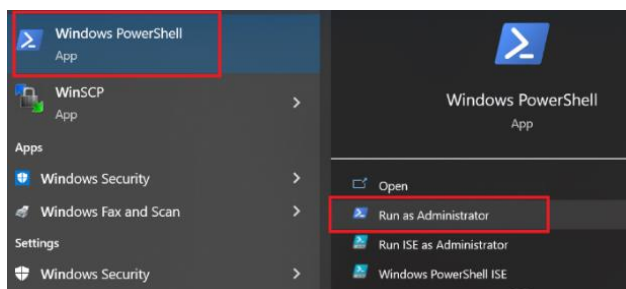 Windows PowerShell
App
WinSCP
App
Apps
Windows Security
Windows Fax and Scan
Settings
Windows Security
Windows PowerShell
App
Open
Run as Administrator
Run ISE as Administrator
Windows PowerShell ISE